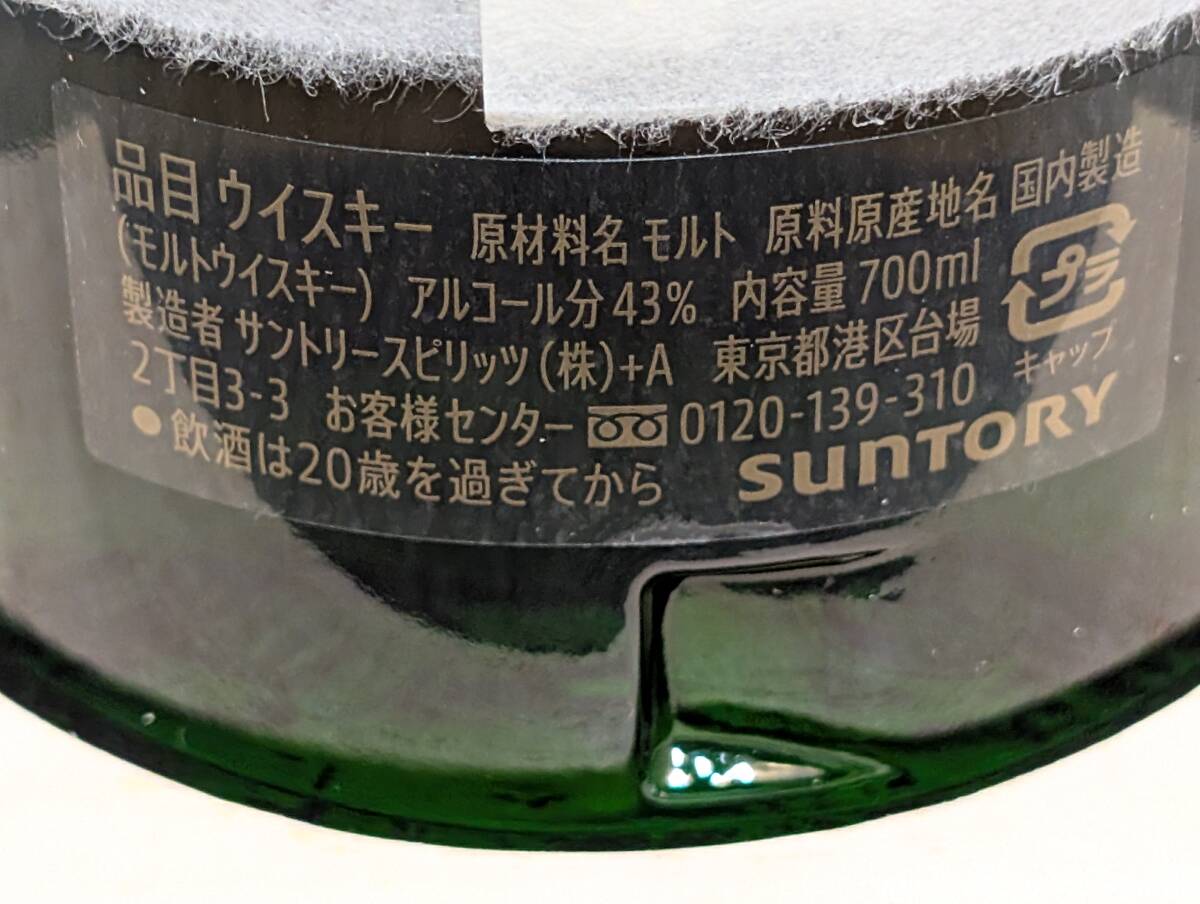 品目 ウイスキー 原材料名 モルト 原料原産地名 国内製造
(モルトウイスキー) アルコール分 43% 内容量 700ml
製造者 サントリースピリッツ(株)+A 東京都港区台場
2丁目3-3 お客様センター 0120-139-310
●飲酒は20歳を過ぎてから
プラ
キャップ
SUNTORY